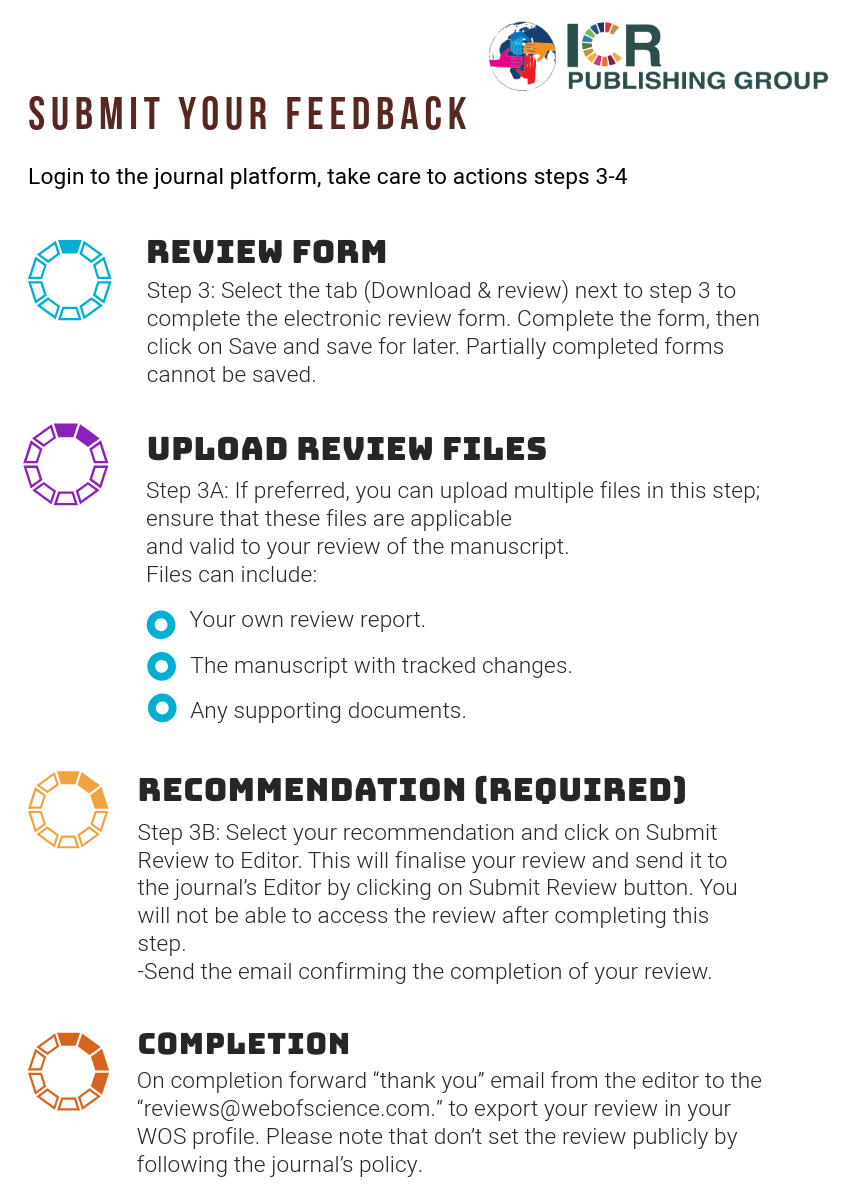 ICR
PUBLISHING GROUP
SUBMIT YOUR FEEDBACK
Login to the journal platform, take care to actions steps 3-4
REVIEW FORM
Step 3: Select the tab (Download & review) next to step 3 to
complete the electronic review form. Complete the form, then
click on Save and save for later. Partially completed forms
cannot be saved.
UPLOAD REVIEW FILES
Step 3A: If preferred, you can upload multiple files in this step;
ensure that these files are applicable
and valid to your review of the manuscript.
Files can include:
Your own review report.
The manuscript with tracked changes.
Any supporting documents.
RECOMMENDATION (REQUIRED)
Step 3B: Select your recommendation and click on Submit
Review to Editor. This will finalise your review and send it to
the journal’s Editor by clicking on Submit Review button. You
will not be able to access the review after completing this
step.
-Send the email confirming the completion of your review.
COMPLETION
On completion forward “thank you” email from the editor to the
“reviews@webofscience.com.” to export your review in your
WOS profile. Please note that don’t set the review publicly by
following the journal’s policy.